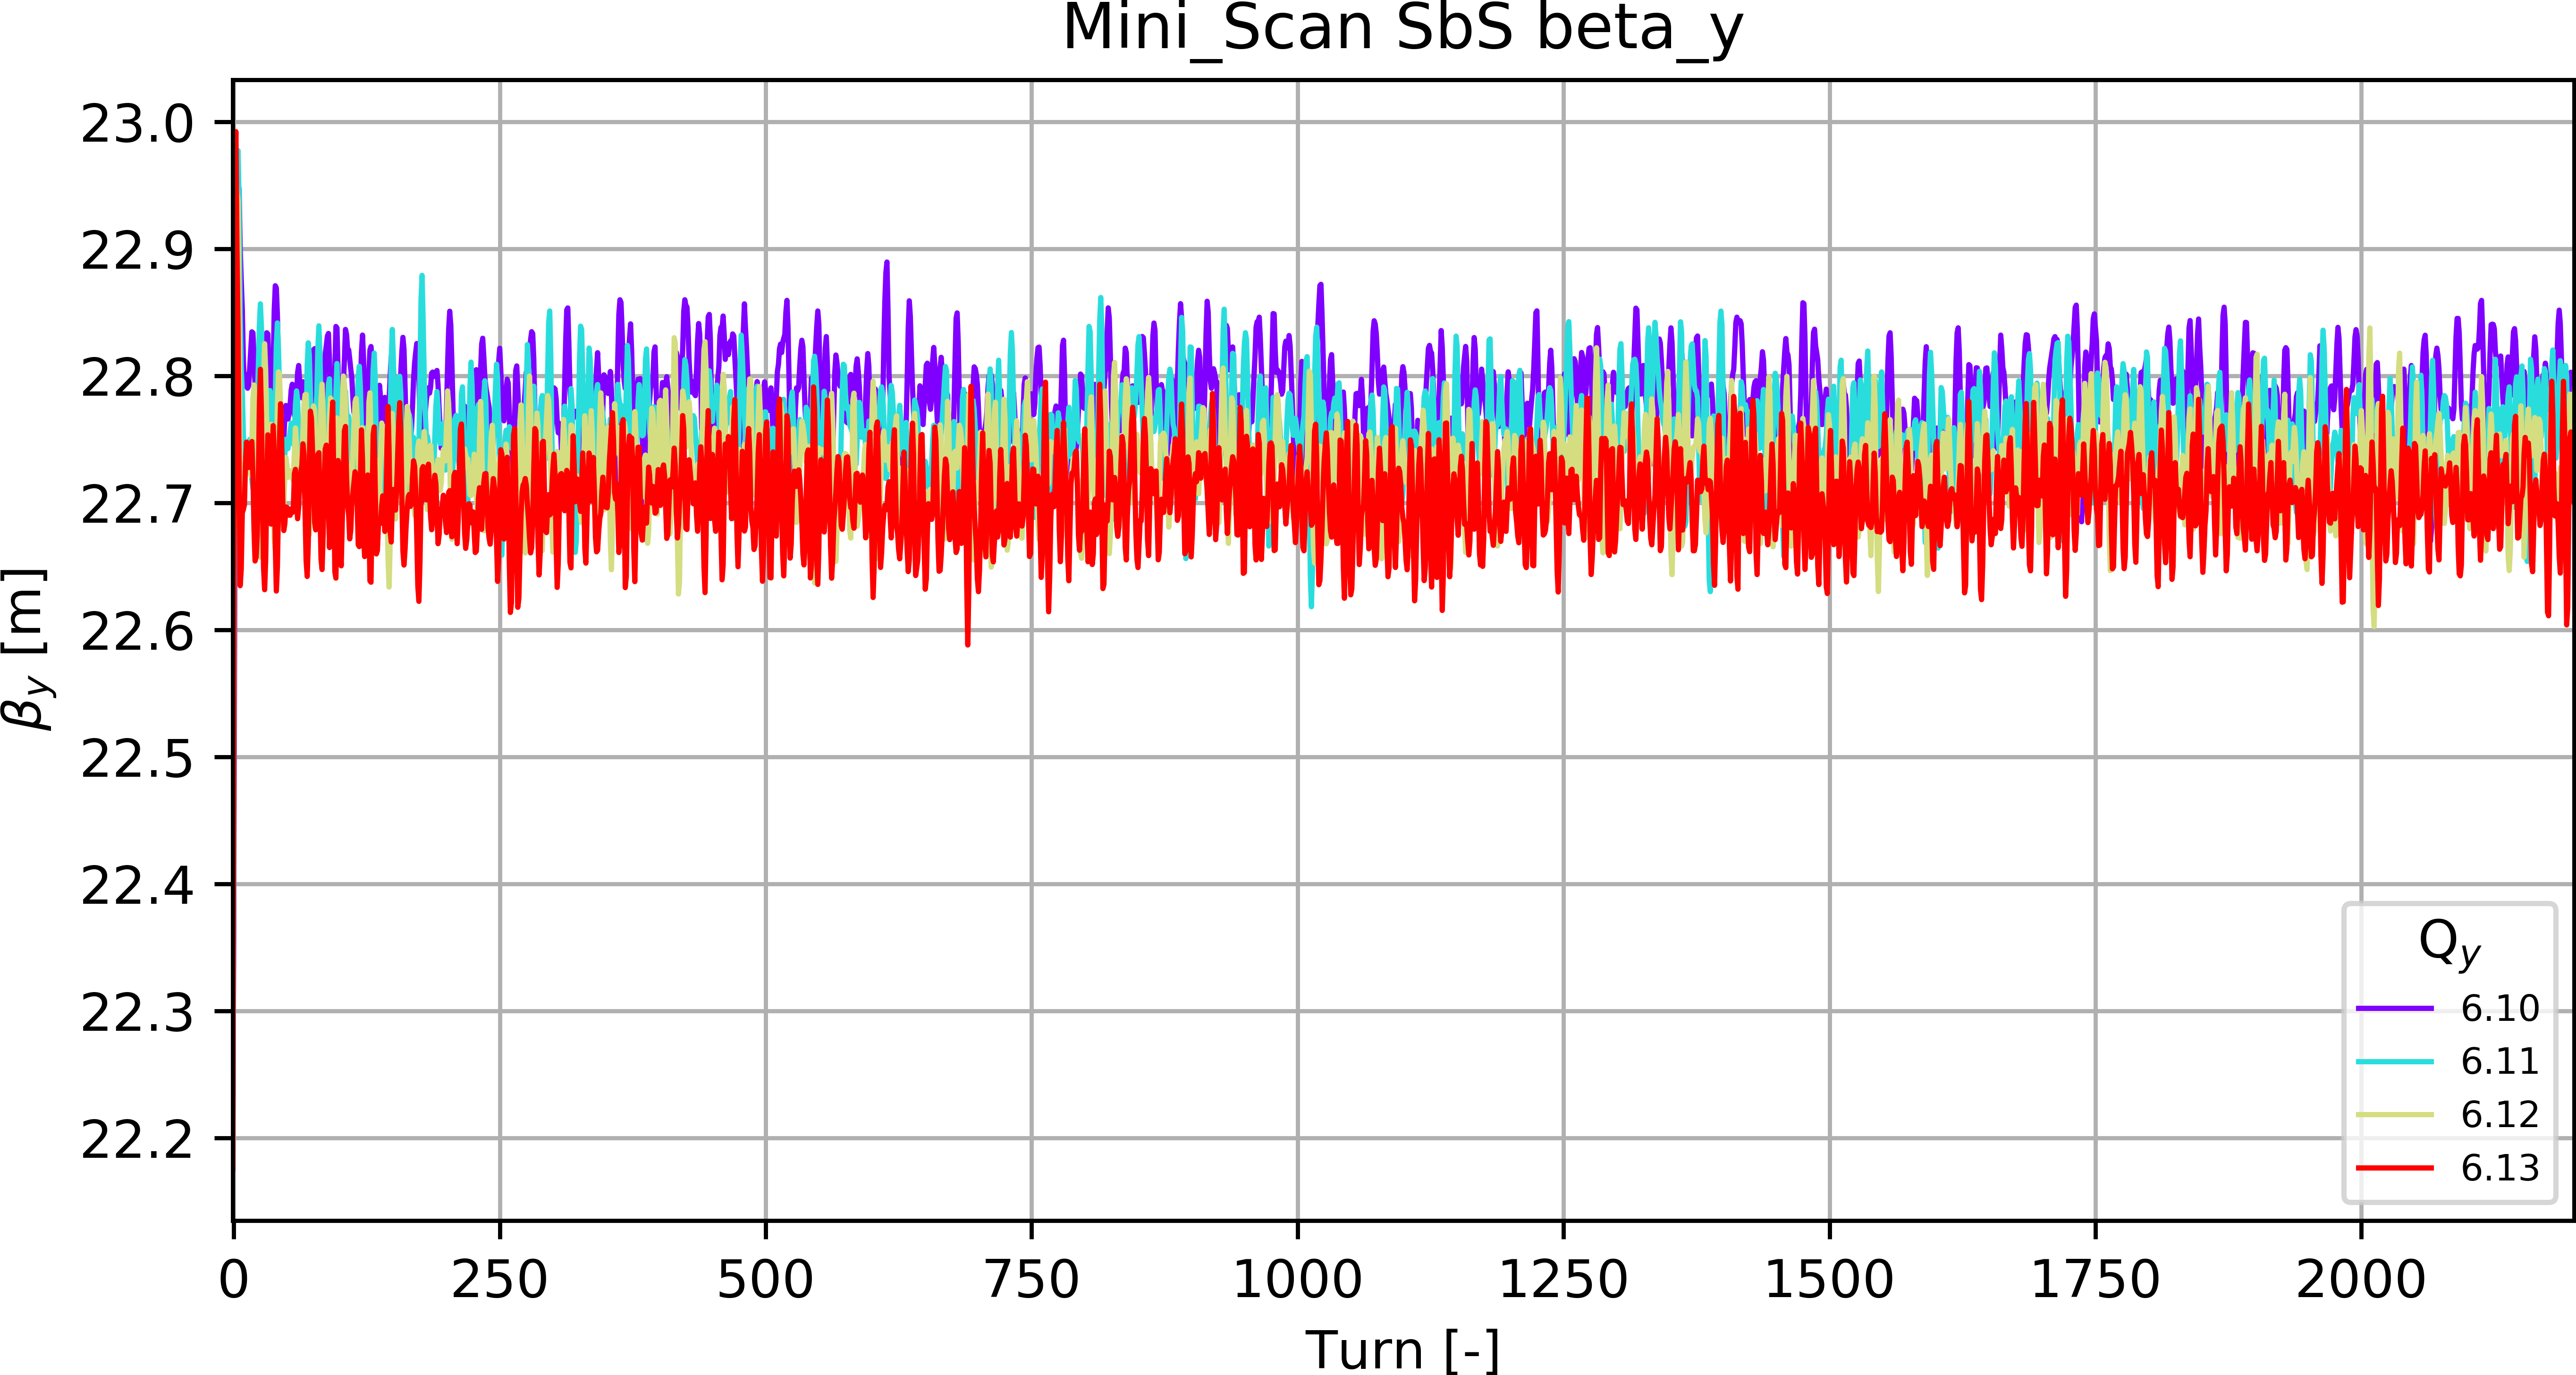 Mini_Scan SbS beta_y
23.0
22.9
22.8
22.7
22.6
22.5
22.4
22.3
22.2
β_y [m]
0 250 500 750 1000 1250 1500 1750 2000
Turn [-]
Q_y
6.10
6.11
6.12
6.13